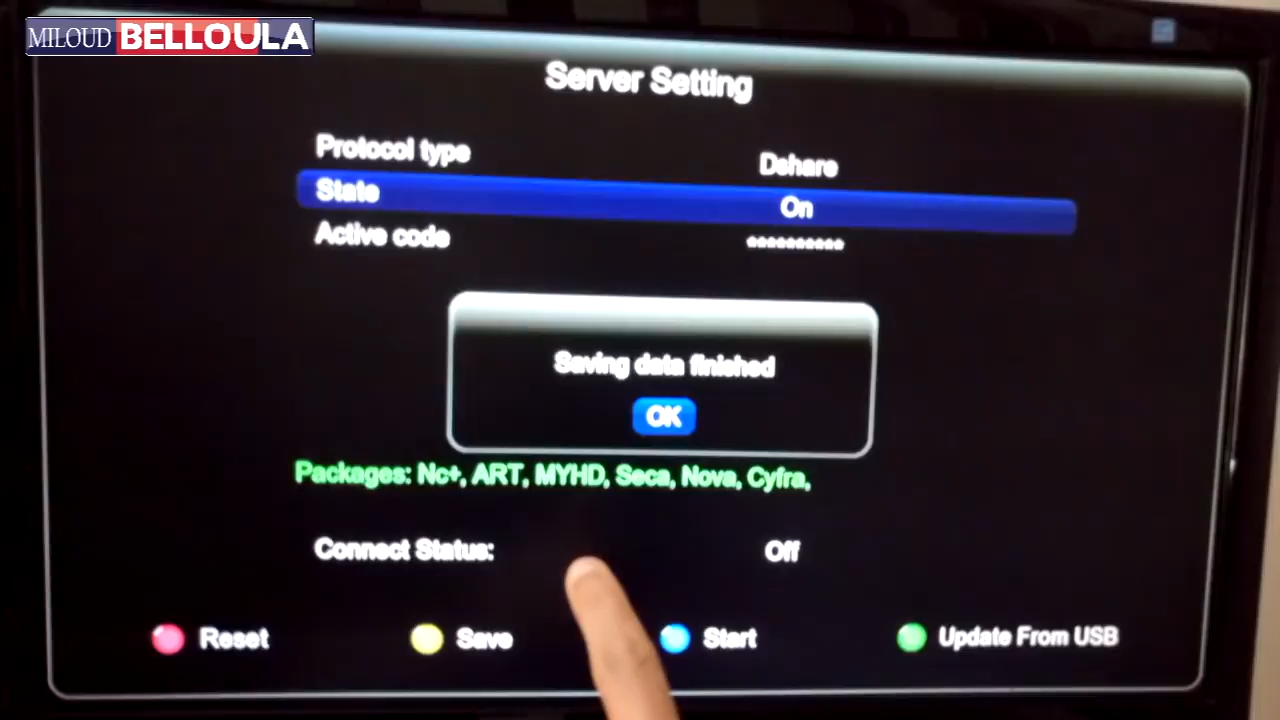 MILOUD BELLOULA
Server Setting
Protocol type Dshare
State On
Active code **********
Saving data finished
OK
Packages: Nc+, ART, MYHD, Seca, Nova, Cyfra,
Connect Status: Off
Reset Save Start Update From USB